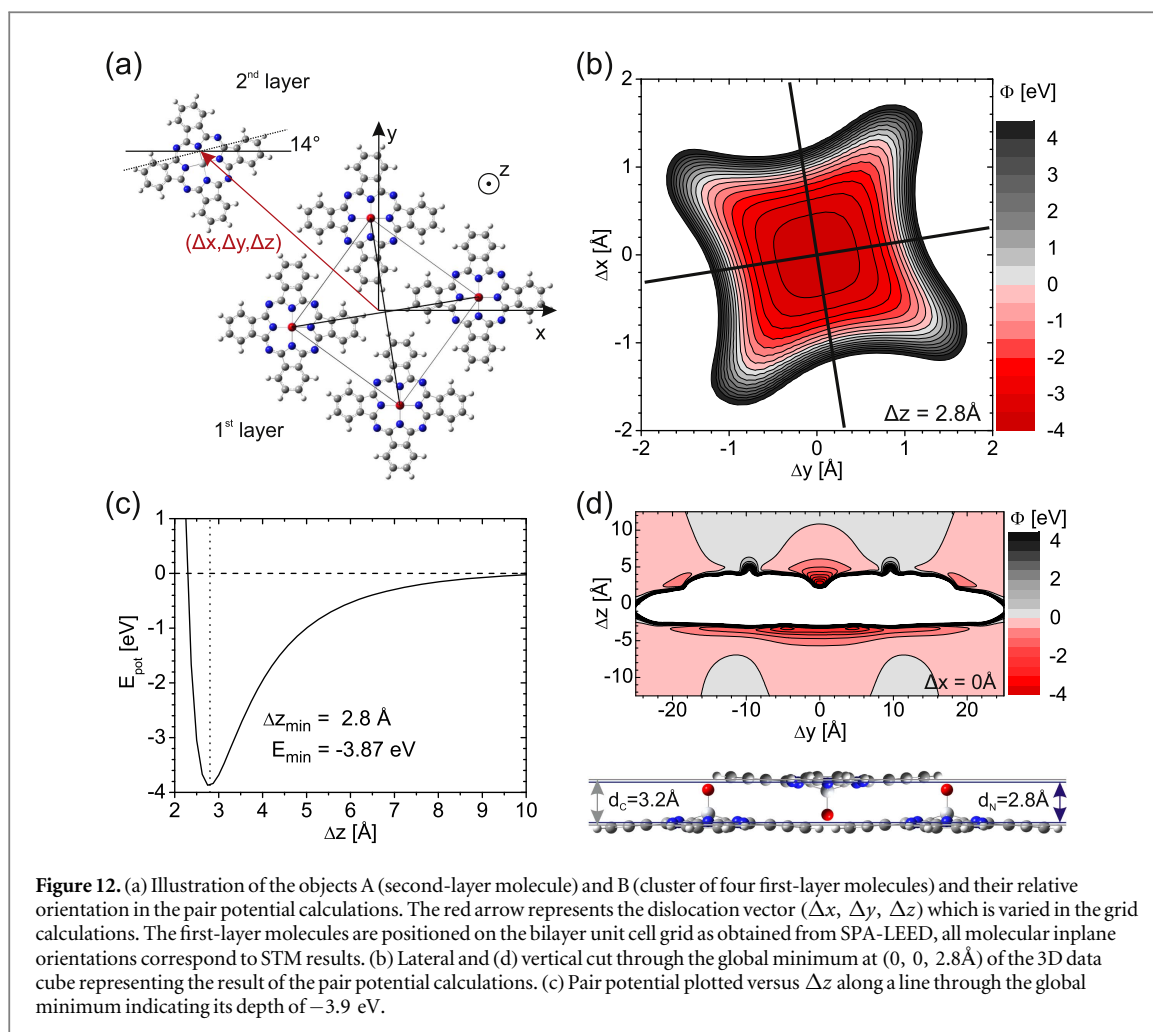 (a)
2nd layer
14°
y
z
(Δx,Δy,Δz)
x
1st layer
(b)
Φ [eV]
2
1
0
-1
-2
Δx [Å]
-2 -1 0 1 2
Δy [Å]
Δz = 2.8Å
4
3
2
1
0
-1
-2
-3
-4
(c)
1
0
-1
-2
-3
-4
E_pot [eV]
Δz_min = 2.8 Å
E_min = -3.87 eV
2 3 4 5 6 7 8 9 10
Δz [Å]
(d)
Φ [eV]
10
5
0
-5
-10
Δz [Å]
Δx = 0Å
-20 -10 0 10 20
Δy [Å]
4
2
0
-2
-4
d_C=3.2Å
d_N=2.8Å
Figure 12. (a) Illustration of the objects A (second-layer molecule) and B (cluster of four first-layer molecules) and their relative
orientation in the pair potential calculations. The red arrow represents the dislocation vector (Δx, Δy, Δz) which is varied in the grid
calculations. The first-layer molecules are positioned on the bilayer unit cell grid as obtained from SPA-LEED, all molecular inplane
orientations correspond to STM results. (b) Lateral and (d) vertical cut through the global minimum at (0, 0, 2.8Å) of the 3D data
cube representing the result of the pair potential calculations. (c) Pair potential plotted versus Δz along a line through the global
minimum indicating its depth of −3.9 eV.